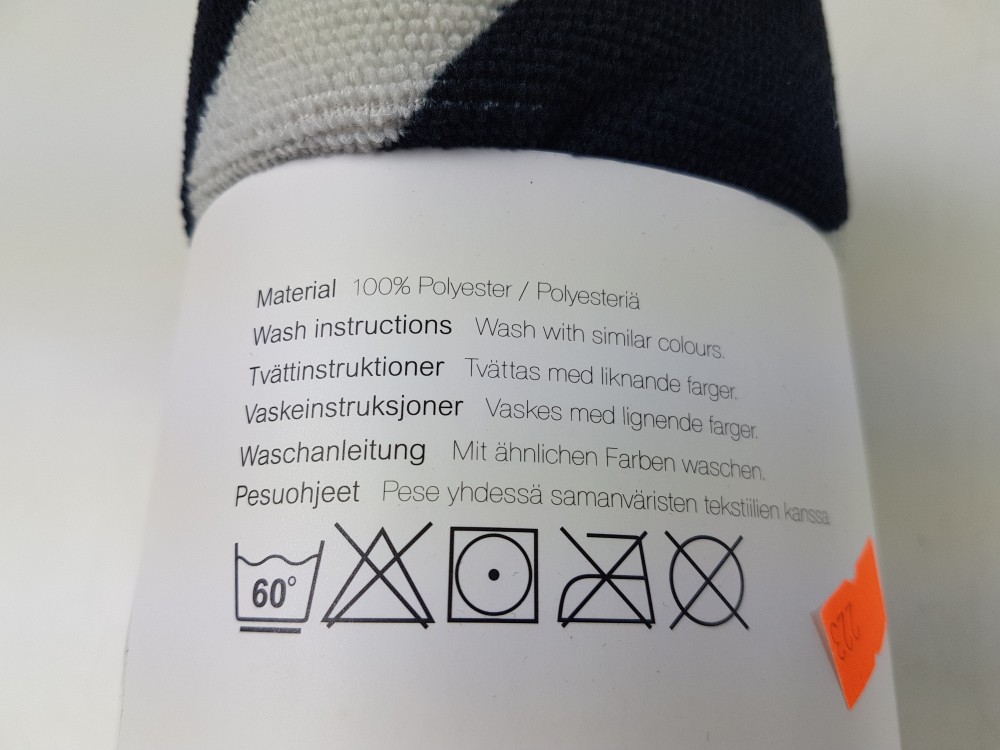 Material 100% Polyester / Polyesteriä
Wash instructions Wash with similar colours.
Tvättinstruktioner Tvättas med liknande farger.
Vaskeinstruksjoner Vaskes med lignende farger.
Waschanleitung Mit ähnlichen Farben waschen.
Pesuohjeet Pese yhdessä samanväristen tekstiilien kanssa
60°
223